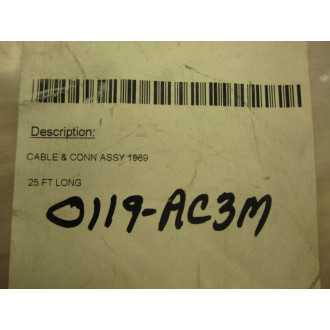 Description:
CABLE & CONN ASSY 1969
25 FT LONG
0119-AC3M